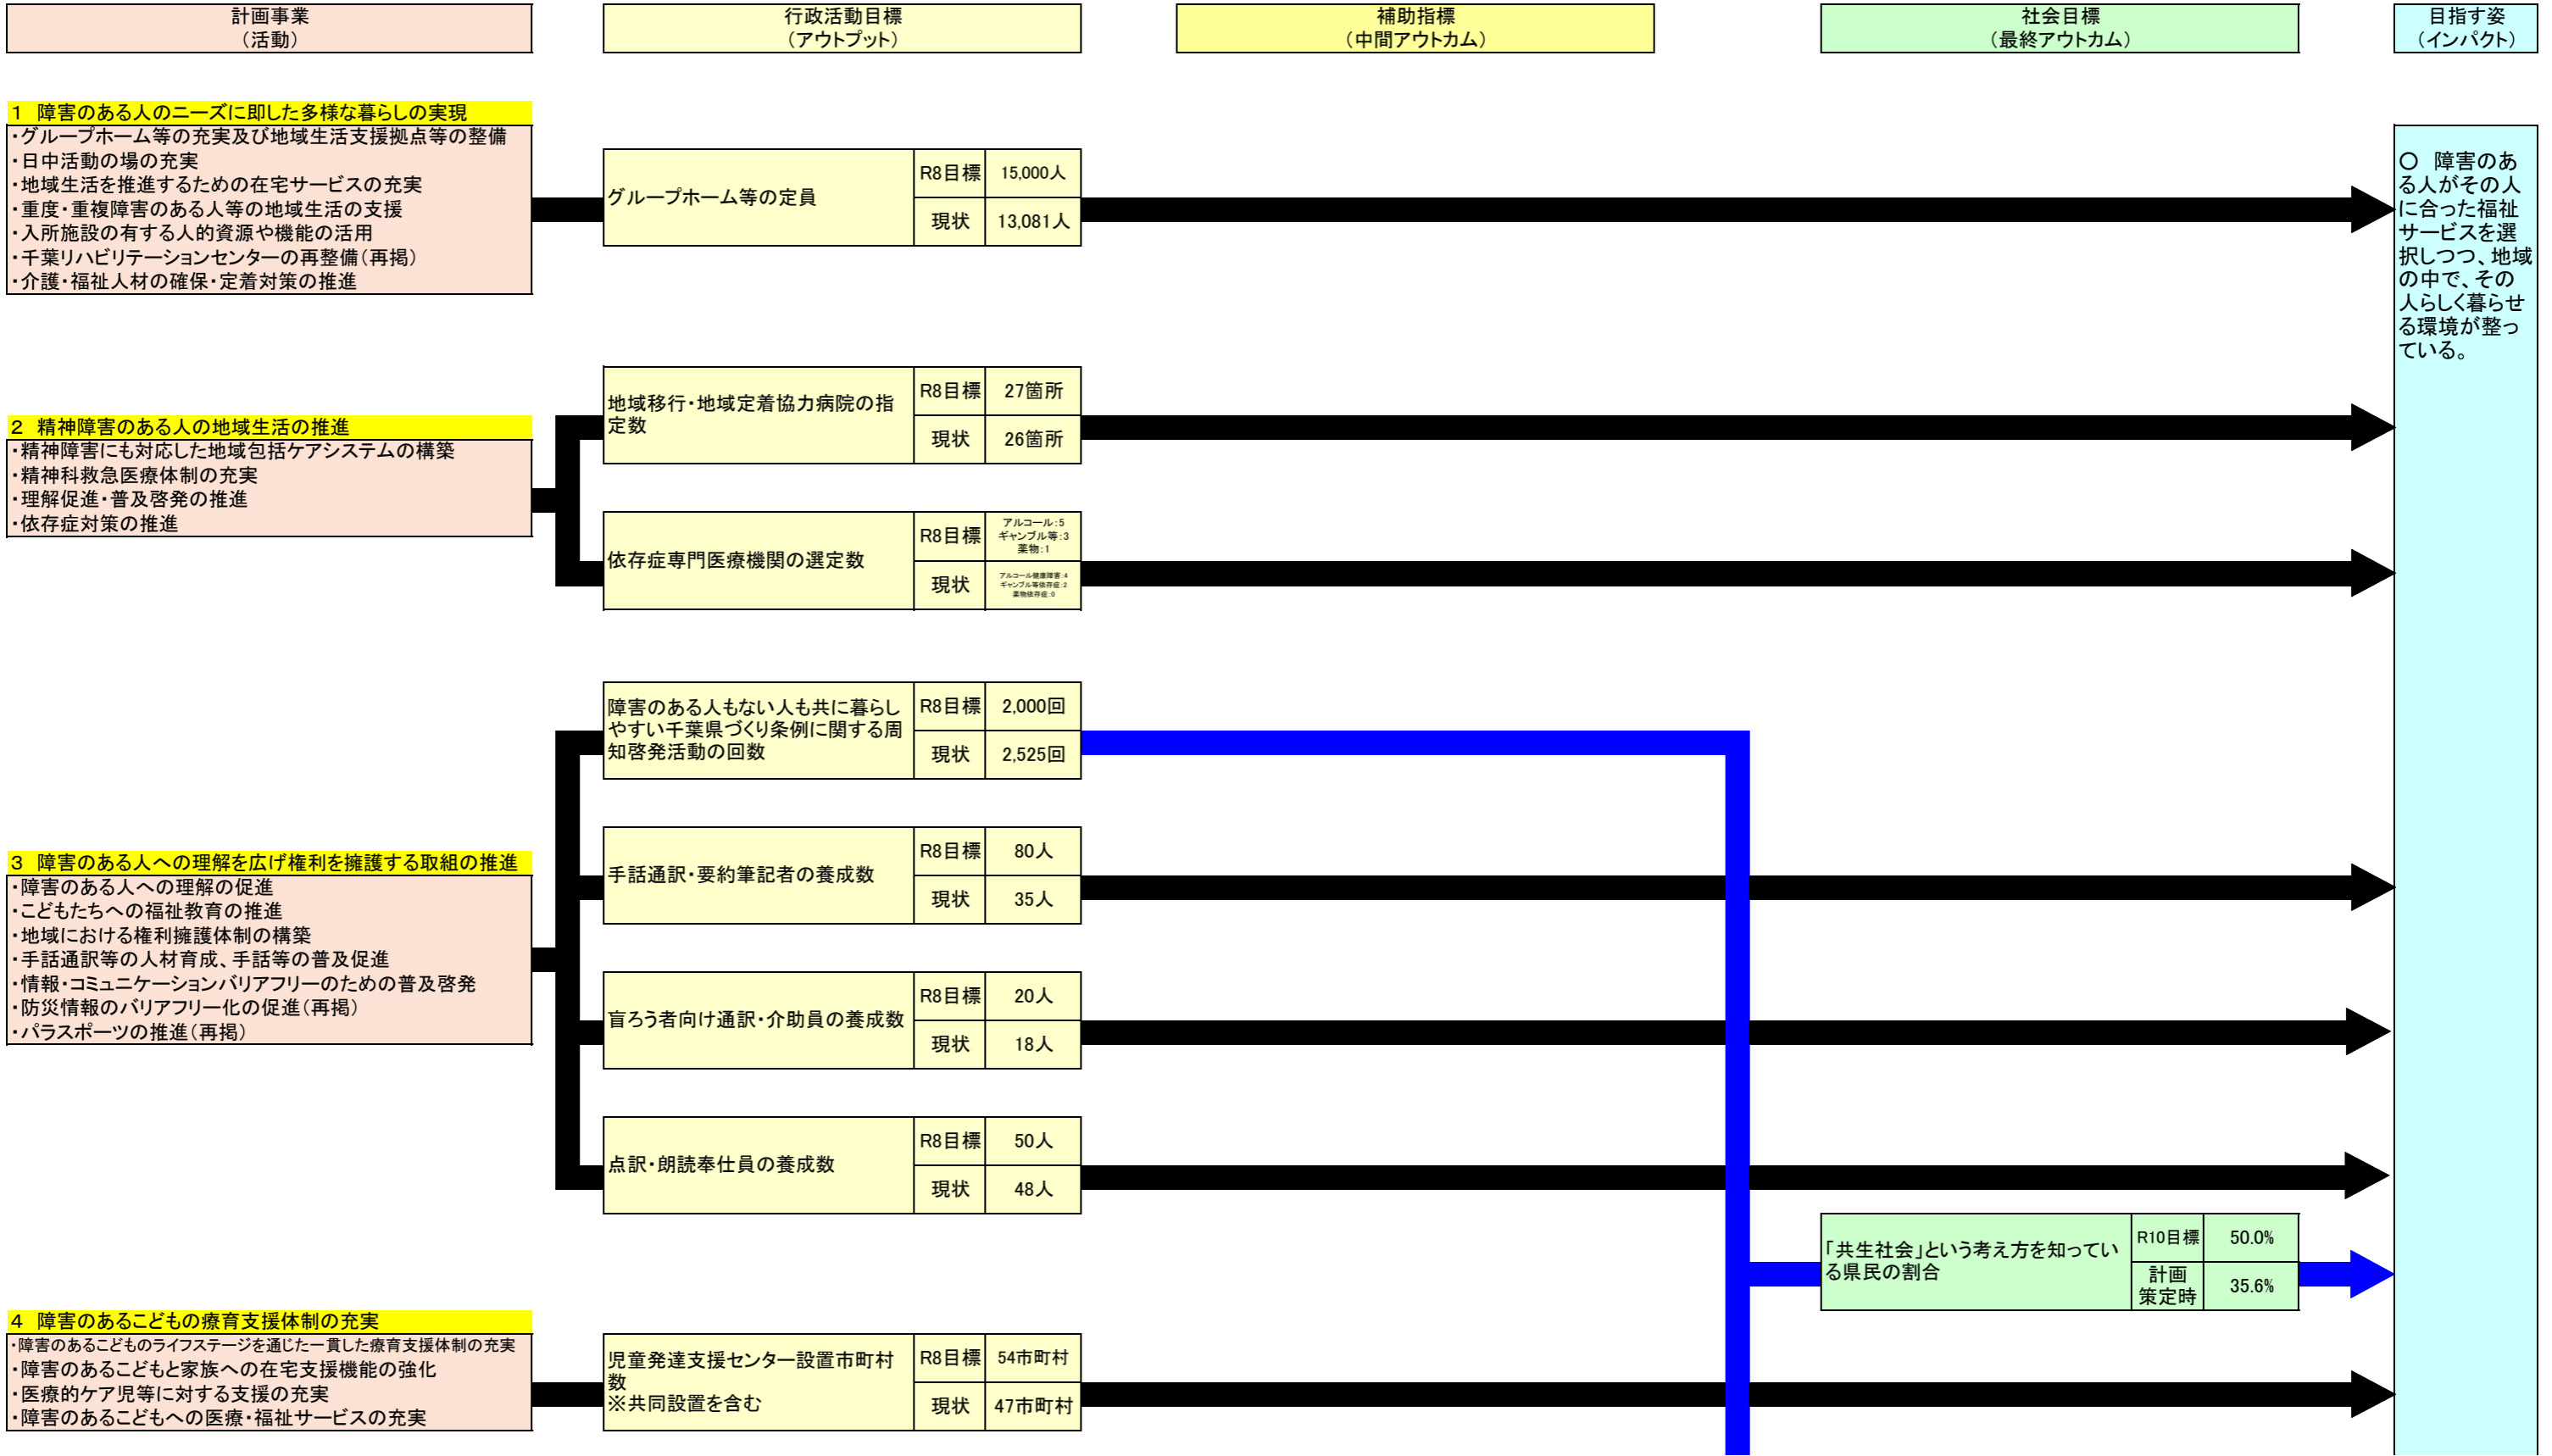 計画事業
（活動）
行政活動目標
（アウトプット）
補助指標
（中間アウトカム）
社会目標
（最終アウトカム）
目指す姿
（インパクト）
1　障害のある人のニーズに即した多様な暮らしの実現
・グループホーム等の充実及び地域生活支援拠点等の整備
・日中活動の場の充実
・地域生活を推進するための在宅サービスの充実
・重度・重複障害のある人等の地域生活の支援
・入所施設の有する人的資源や機能の活用
・千葉リハビリテーションセンターの再整備（再掲）
・介護・福祉人材の確保・定着対策の推進
グループホーム等の定員
R8目標
15,000人
現状
13,081人
○　障害のあ
る人がその人
に合った福祉
サービスを選
択しつつ、地域
の中で、その
人らしく暮らせ
る環境が整っ
ている。
2　精神障害のある人の地域生活の推進
・精神障害にも対応した地域包括ケアシステムの構築
・精神科救急医療体制の充実
・理解促進・普及啓発の推進
・依存症対策の推進
地域移行・地域定着協力病院の指
定数
R8目標
27箇所
現状
26箇所
依存症専門医療機関の選定数
R8目標
アルコール：5
ギャンブル等：3
薬物：1
現状
アルコール健康障害：4
ギャンブル等依存症：2
薬物依存症：0
3　障害のある人への理解を広げ権利を擁護する取組の推進
・障害のある人への理解の促進
・こどもたちへの福祉教育の推進
・地域における権利擁護体制の構築
・手話通訳等の人材育成、手話等の普及促進
・情報・コミュニケーションバリアフリーのための普及啓発
・防災情報のバリアフリー化の促進（再掲）
・パラスポーツの推進（再掲）
障害のある人もない人も共に暮らし
やすい千葉県づくり条例に関する周
知啓発活動の回数
R8目標
2,000回
現状
2,525回
手話通訳・要約筆記者の養成数
R8目標
80人
現状
35人
盲ろう者向け通訳・介助員の養成数
R8目標
20人
現状
18人
点訳・朗読奉仕員の養成数
R8目標
50人
現状
48人
「共生社会」という考え方を知ってい
る県民の割合
R10目標
50.0%
計画
策定時
35.6%
4　障害のあるこどもの療育支援体制の充実
・障害のあるこどものライフステージを通じた一貫した療育支援体制の充実
・障害のあるこどもと家族への在宅支援機能の強化
・医療的ケア児等に対する支援の充実
・障害のあるこどもへの医療・福祉サービスの充実
児童発達支援センター設置市町村
数
※共同設置を含む
R8目標
54市町村
現状
47市町村